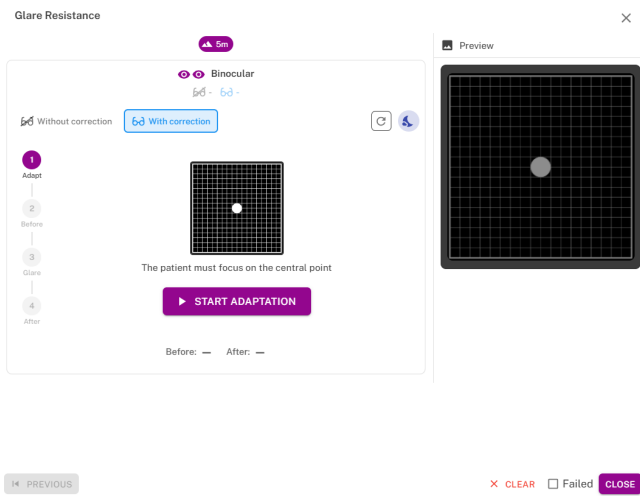 Glare Resistance
5m
Preview
Binocular
- -
Without correction
With correction
1
Adapt
2
Before
3
Glare
4
After
The patient must focus on the central point
START ADAPTATION
Before: — After: —
PREVIOUS
CLEAR
Failed
CLOSE